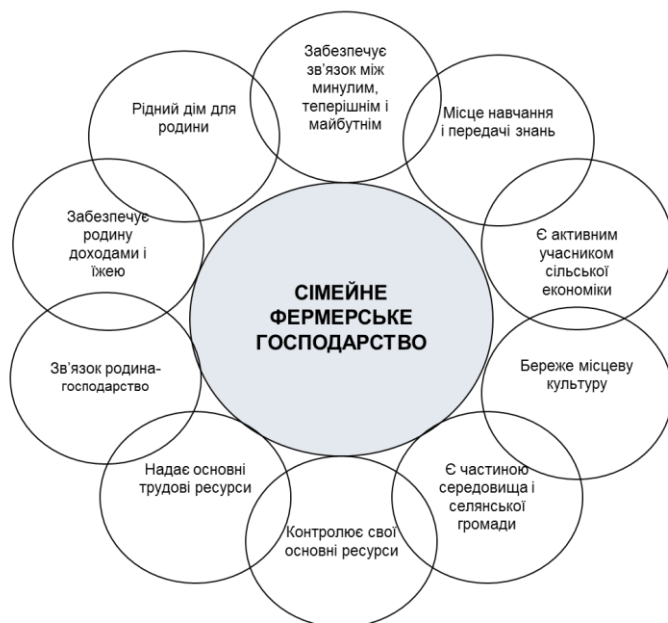 Забезпечує
зв’язок між
минулим,
теперішнім і
майбутнім
Місце навчання
і передачі знань
Є активним
учасником
сільської
економіки
Береже місцеву
культуру
Є частиною
середовища і
селянської
громади
Контролює свої
основні ресурси
Надає основні
трудові ресурси
Зв’язок родина-
господарство
Забезпечує
родину
доходами і
їжею
Рідний дім для
родини
СІМЕЙНЕ
ФЕРМЕРСЬКЕ
ГОСПОДАРСТВО